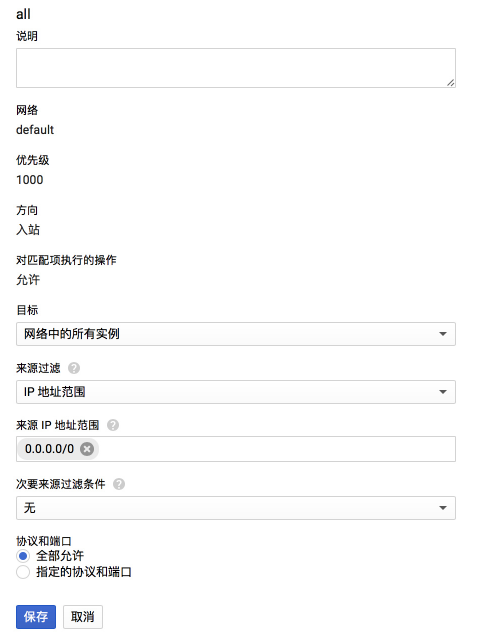 all
说明
网络
default
优先级
1000
方向
入站
对匹配项执行的操作
允许
目标
网络中的所有实例
来源过滤 ?
IP 地址范围
来源 IP 地址范围 ?
0.0.0.0/0
次要来源过滤条件 ?
无
协议和端口
全部允许
指定的协议和端口
保存 取消